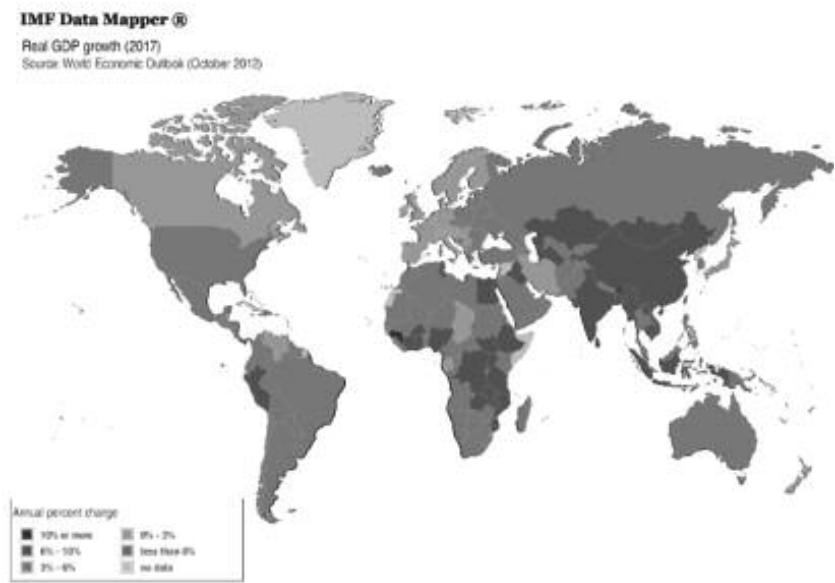 IMF Data Mapper ®
Real GDP growth (2017)
Source: World Economic Outlook (October 2012)
Annual percent change
10% or more
6% - 10%
3% - 6%
0% - 3%
less than 0%
no data